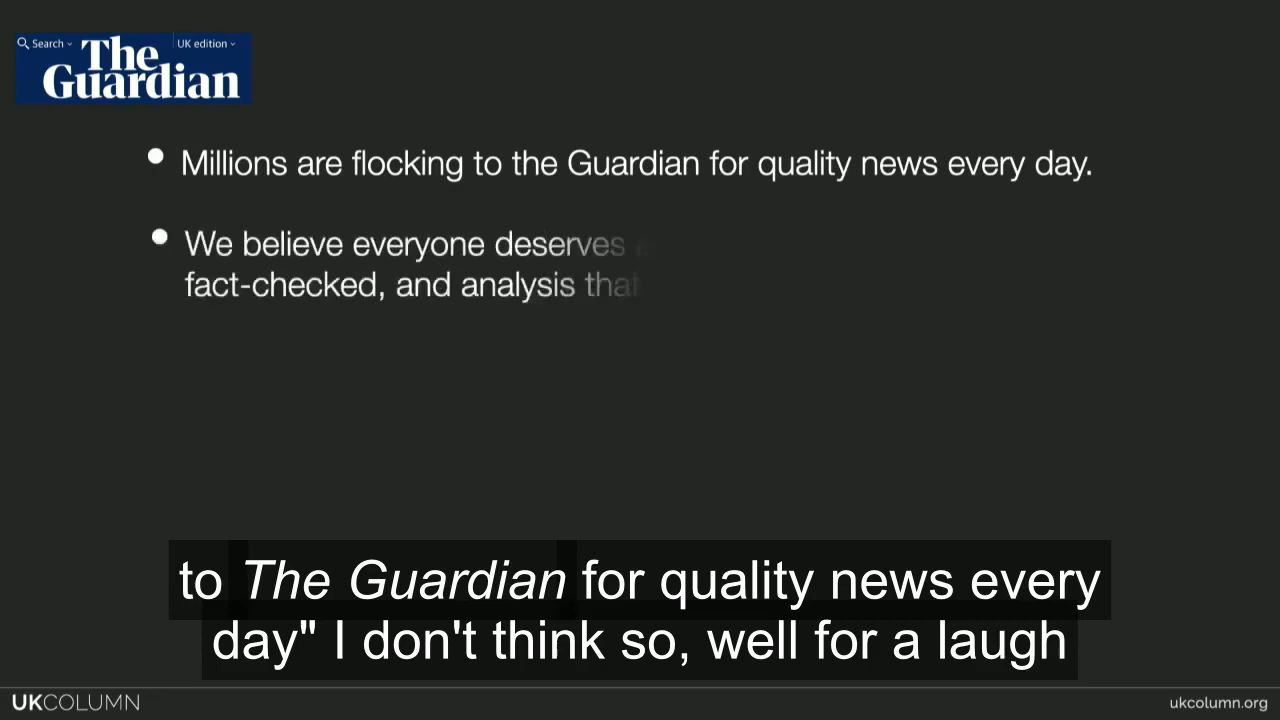 Search
UK edition
The
Guardian
• Millions are flocking to the Guardian for quality news every day.
• We believe everyone deserves
fact-checked, and analysis that
to The Guardian for quality news every
day" I don't think so, well for a laugh
UKCOLUMN
ukcolumn.org